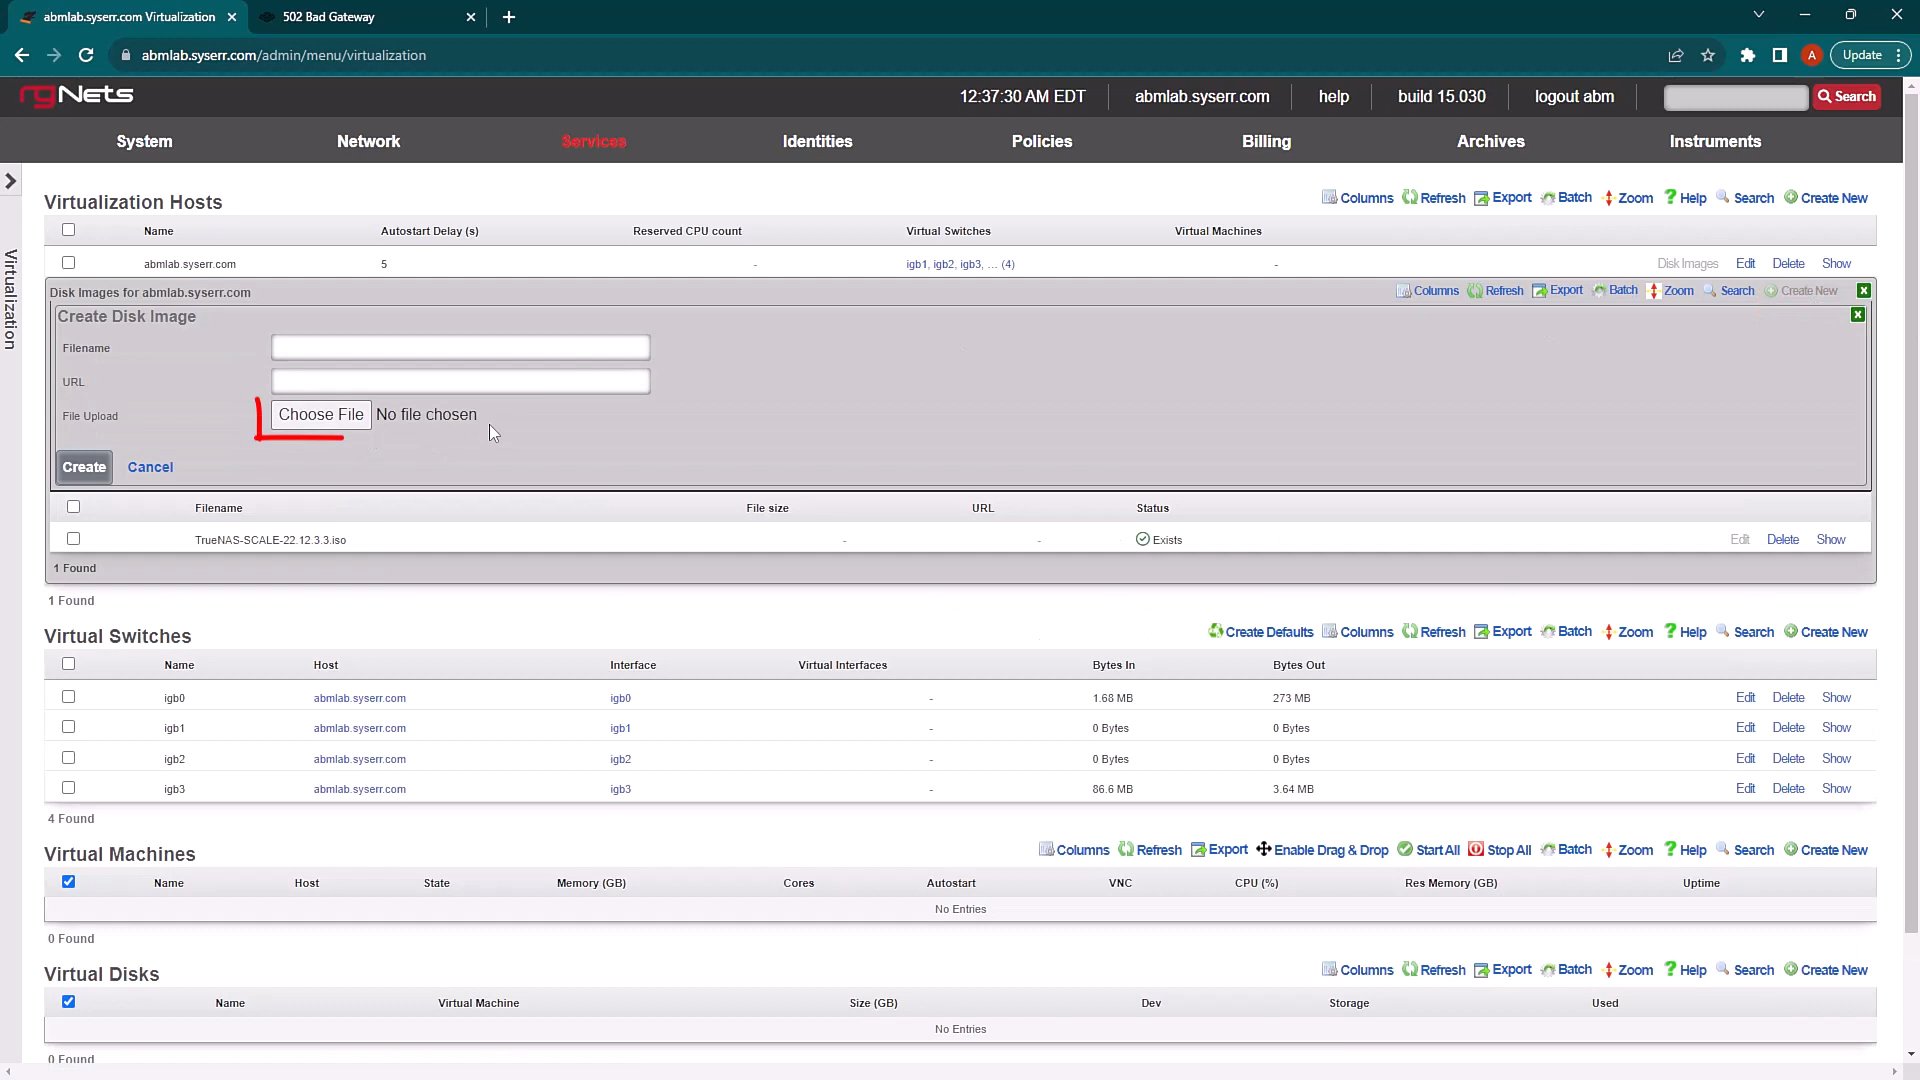 abmlab.syserr.com Virtualization
502 Bad Gateway
abmlab.syserr.com/admin/menu/virtualization
A
Update
rgNets
12:37:30 AM EDT
abmlab.syserr.com
help
build 15.030
logout abm
Search
System Network Services Identities Policies Billing Archives Instruments
Virtualization
Virtualization Hosts
Columns Refresh Export Batch Zoom Help Search Create New
Name Autostart Delay (s) Reserved CPU count Virtual Switches Virtual Machines
abmlab.syserr.com 5 - igb1, igb2, igb3, ... (4) - Disk Images Edit Delete Show
Disk Images for abmlab.syserr.com
Columns Refresh Export Batch Zoom Search Create New
Create Disk Image
Filename
URL
File Upload Choose File No file chosen
Create Cancel
Filename File size URL Status
TrueNAS-SCALE-22.12.3.3.iso - - Exists Edit Delete Show
1 Found
1 Found
Virtual Switches
Create Defaults Columns Refresh Export Batch Zoom Help Search Create New
Name Host Interface Virtual Interfaces Bytes In Bytes Out
igb0 abmlab.syserr.com igb0 - 1.68 MB 273 MB Edit Delete Show
igb1 abmlab.syserr.com igb1 - 0 Bytes 0 Bytes Edit Delete Show
igb2 abmlab.syserr.com igb2 - 0 Bytes 0 Bytes Edit Delete Show
igb3 abmlab.syserr.com igb3 - 86.6 MB 3.64 MB Edit Delete Show
4 Found
Virtual Machines
Columns Refresh Export Enable Drag & Drop Start All Stop All Batch Zoom Help Search Create New
Name Host State Memory (GB) Cores Autostart VNC CPU (%) Res Memory (GB) Uptime
No Entries
0 Found
Virtual Disks
Columns Refresh Export Batch Zoom Help Search Create New
Name Virtual Machine Size (GB) Dev Storage Used
No Entries
0 Found